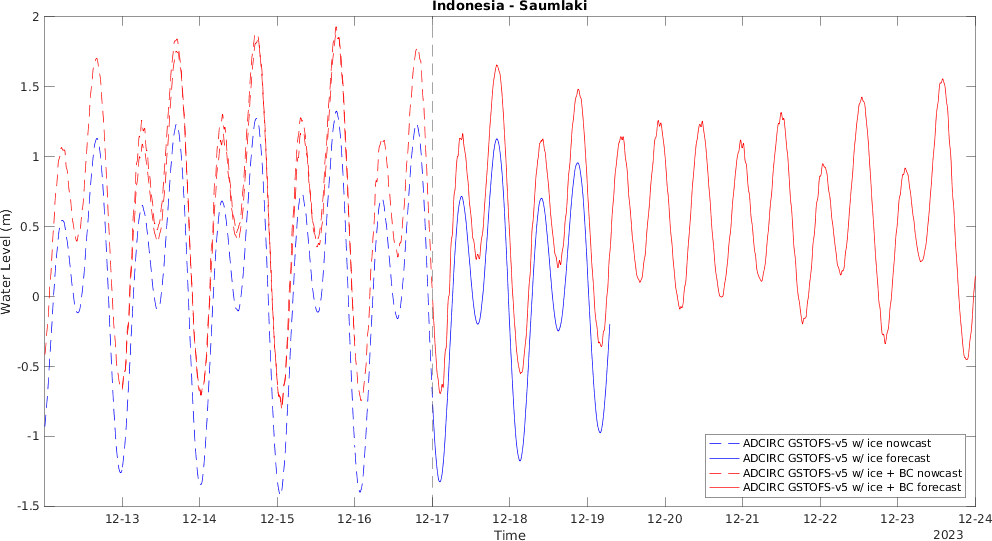 Indonesia - Saumlaki
2
1.5
1
0.5
0
-0.5
-1
-1.5
Water Level (m)
12-13 12-14 12-15 12-16 12-17 12-18 12-19 12-20 12-21 12-22 12-23 12-24
2023
Time
ADCIRC GSTOFS-v5 w/ ice nowcast
ADCIRC GSTOFS-v5 w/ ice forecast
ADCIRC GSTOFS-v5 w/ ice + BC nowcast
ADCIRC GSTOFS-v5 w/ ice + BC forecast